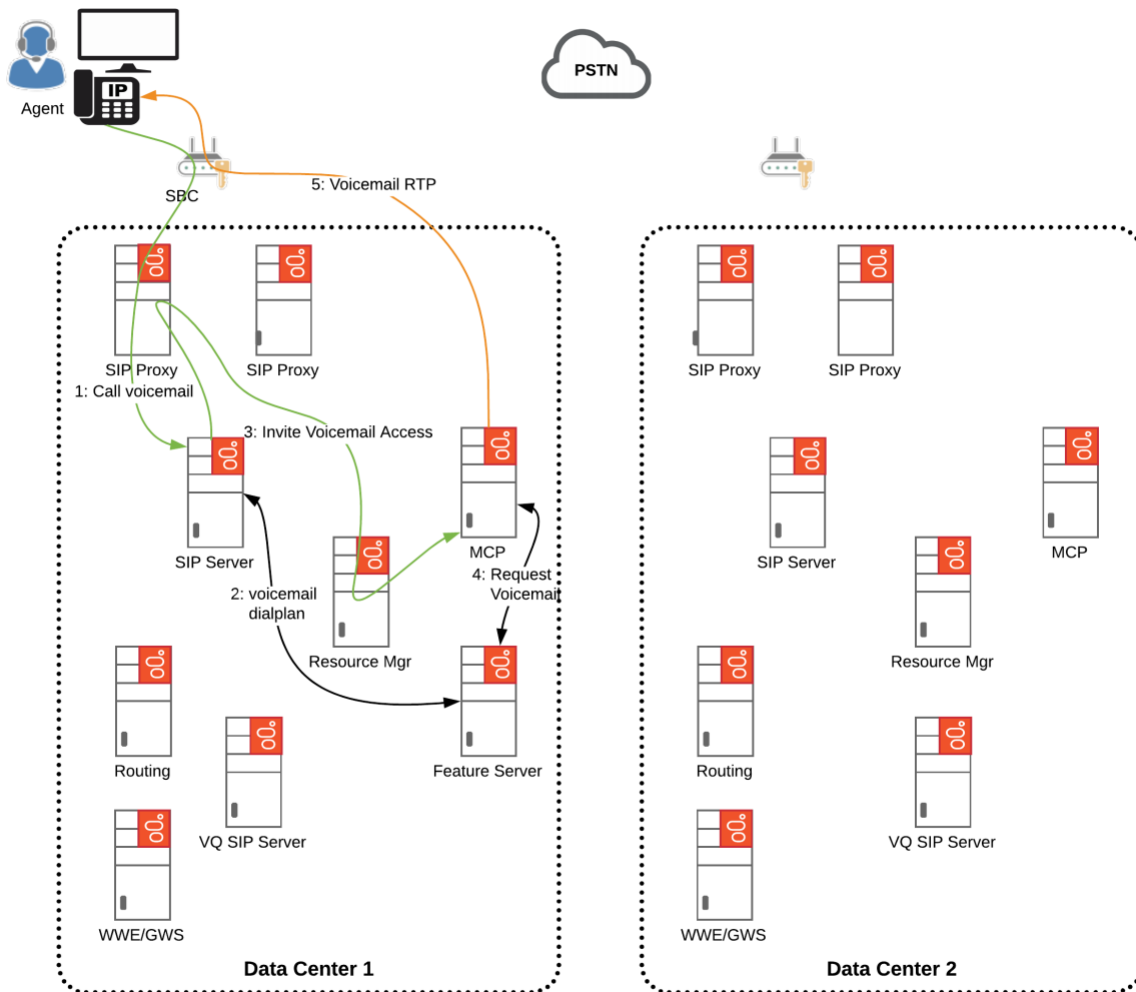 PSTN
IP
Agent
5: Voicemail RTP
SBC
SIP Proxy
SIP Proxy
SIP Proxy
SIP Proxy
1: Call voicemail
3: Invite Voicemail Access
SIP Server
MCP
SIP Server
MCP
4: Request
Voicemail
2: voicemail
dialplan
Resource Mgr
Resource Mgr
Routing
Feature Server
Routing
VQ SIP Server
VQ SIP Server
WWE/GWS
WWE/GWS
Data Center 1
Data Center 2